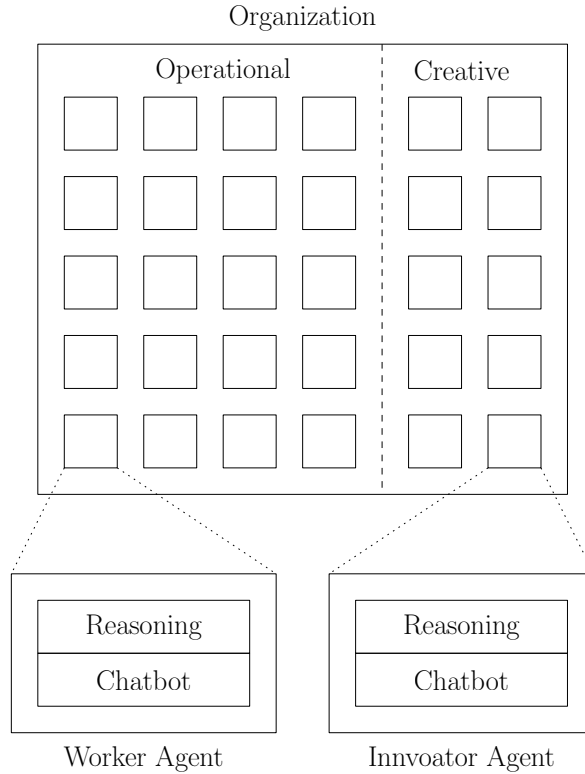 Organization
Operational
Creative
Reasoning
Chatbot
Worker Agent
Reasoning
Chatbot
Innvoator Agent